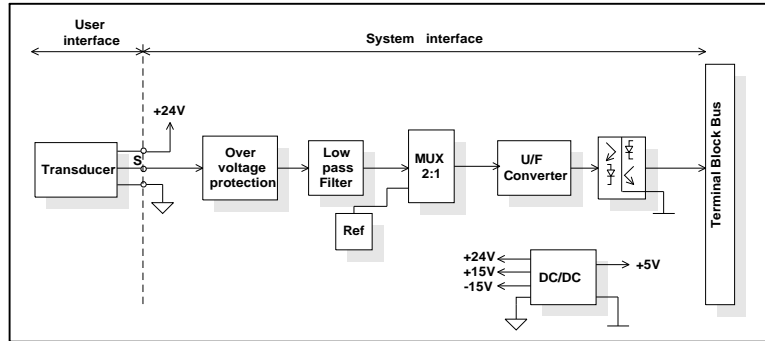 User
interface
System interface
+24V
S
Transducer
Over
voltage
protection
Low
pass
Filter
MUX
2:1
U/F
Converter
Terminal Block Bus
Ref
+24V
+15V
-15V
DC/DC
+5V